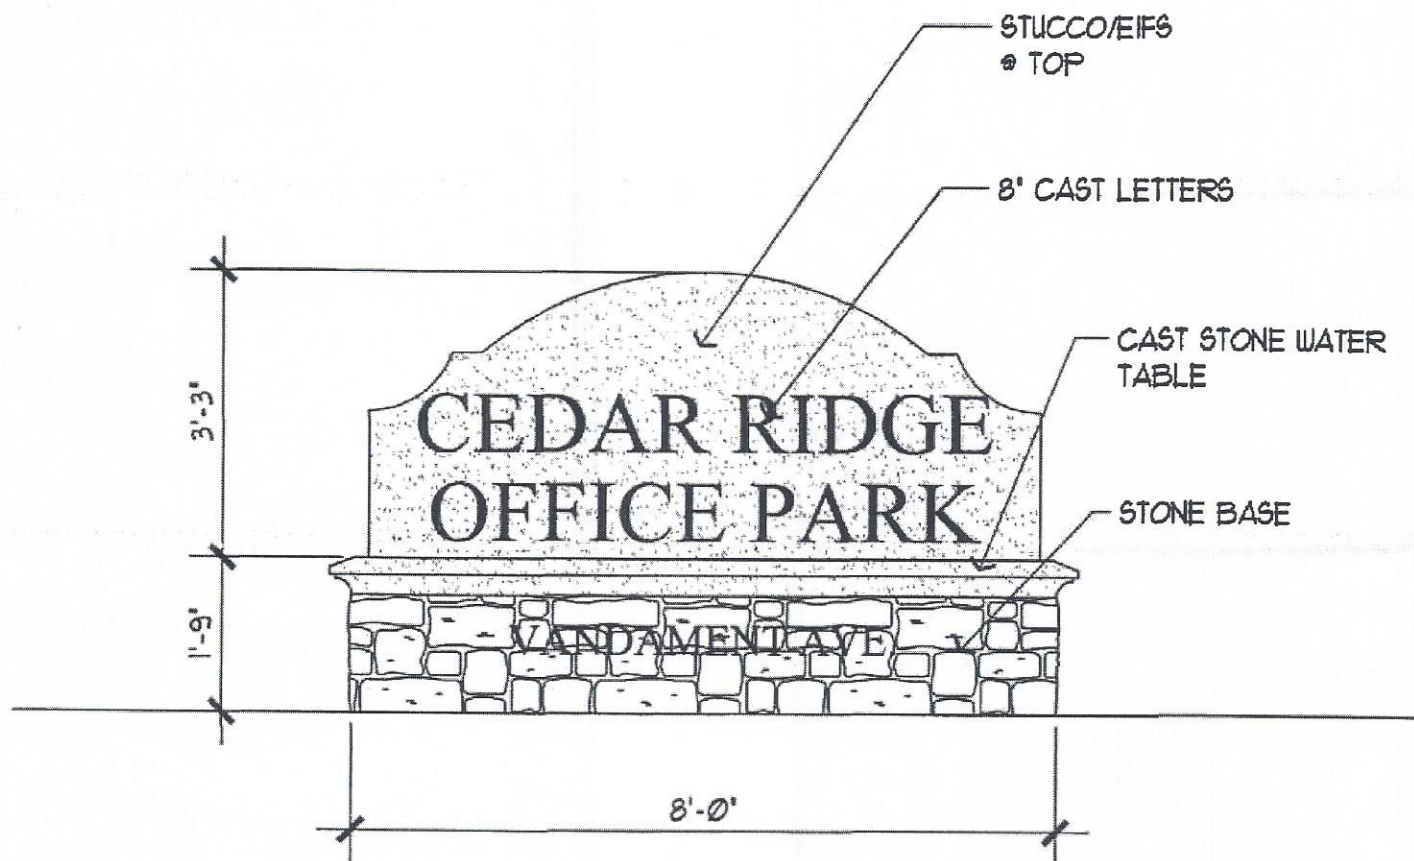 STUCCO/EIFS
@ TOP
8" CAST LETTERS
CAST STONE WATER
TABLE
3'-3"
CEDAR RIDGE
OFFICE PARK
STONE BASE
1'-9"
VANDAMENT AVE
8'-0"